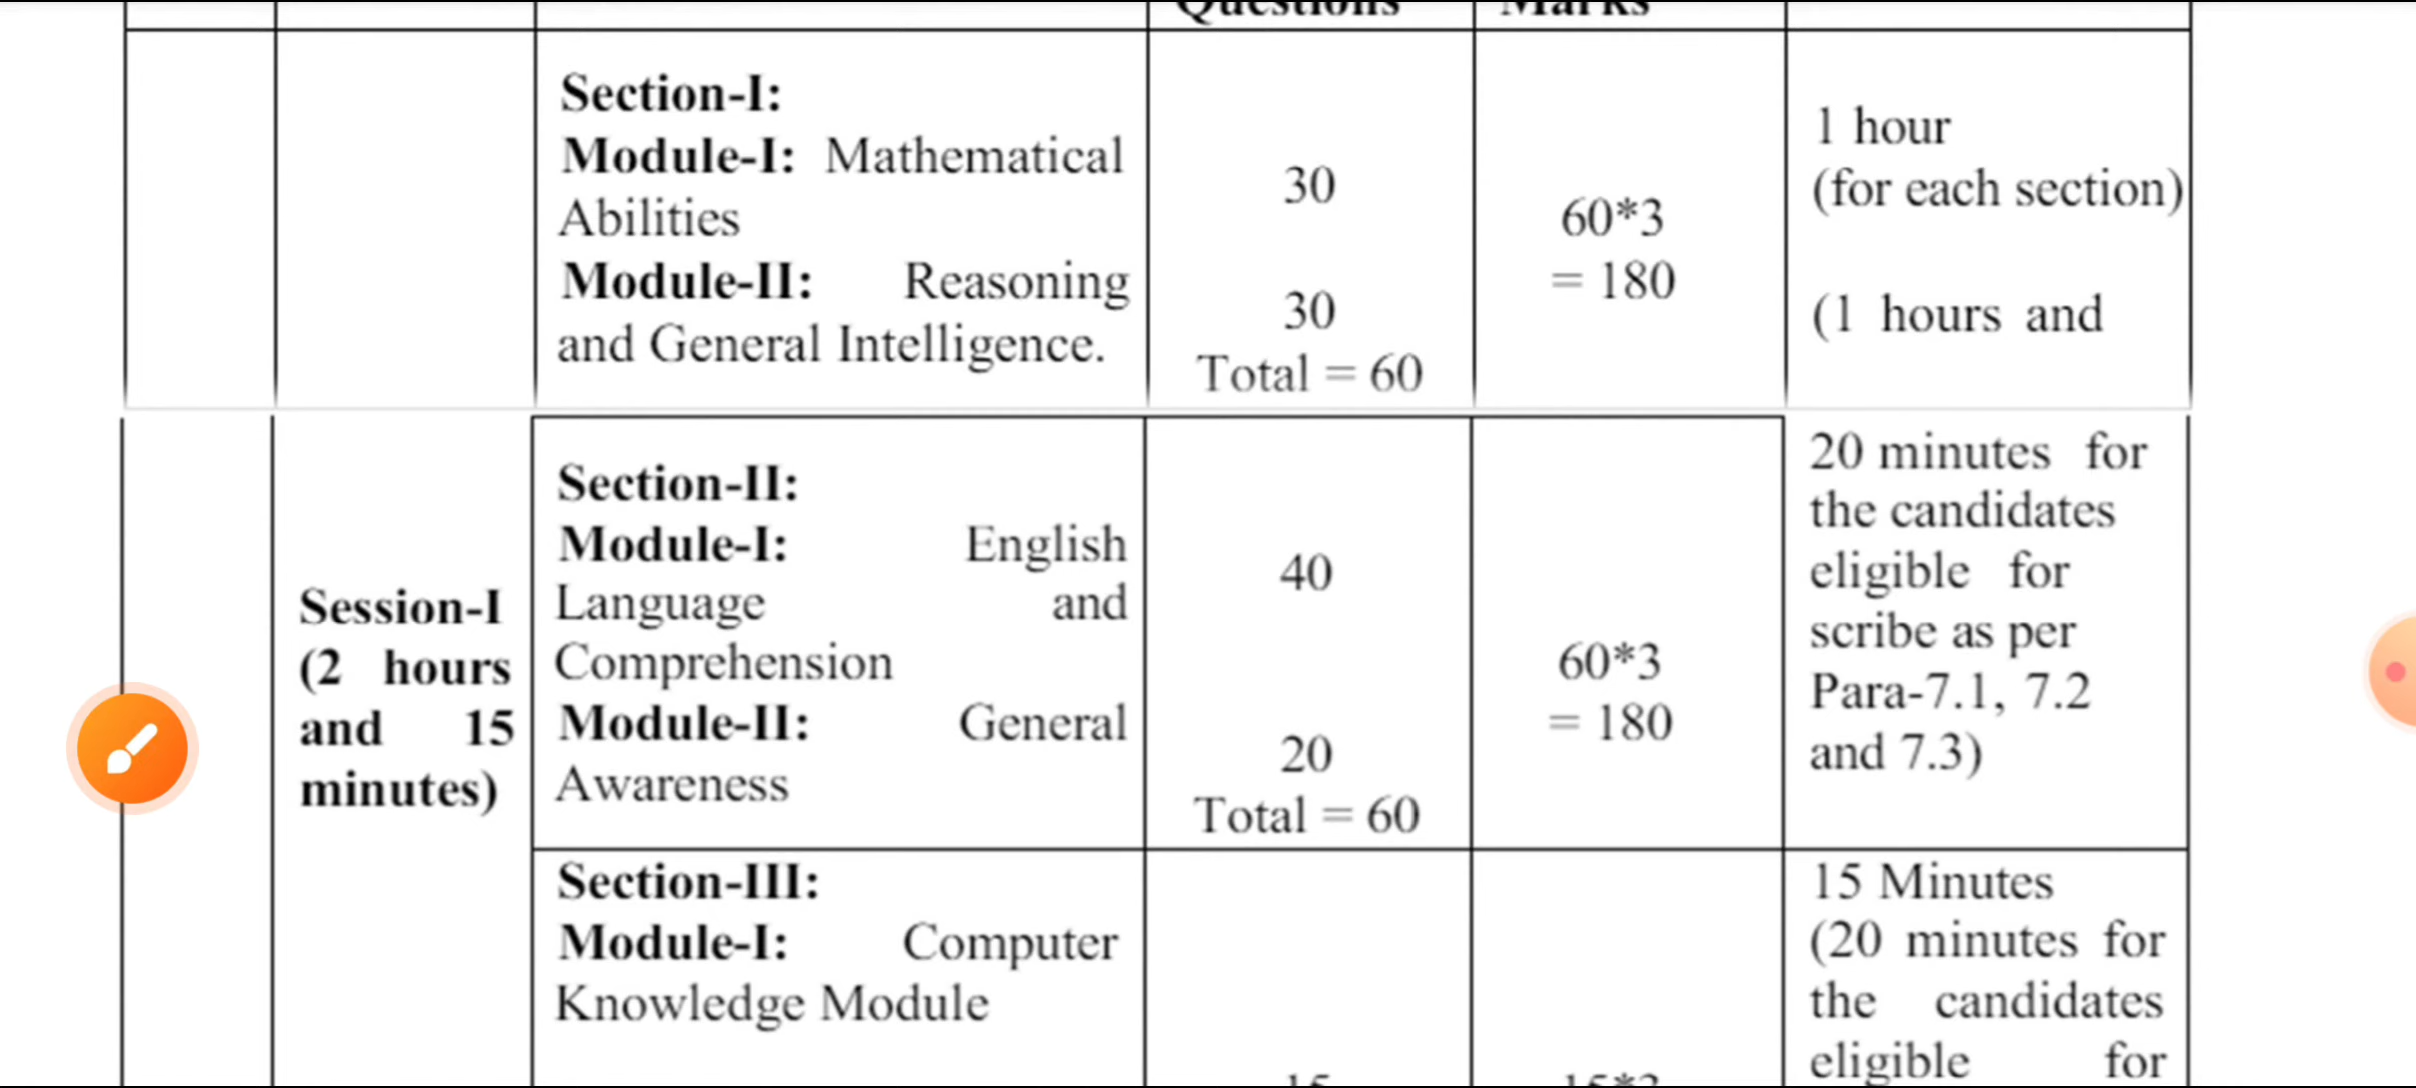 Questions Marks
Section-I:
Module-I: Mathematical
Abilities
Module-II: Reasoning
and General Intelligence.
30
30
Total = 60
60*3
= 180
1 hour
(for each section)
(1 hours and
Session-I
(2 hours
and 15
minutes)
Section-II:
Module-I: English
Language and
Comprehension
Module-II: General
Awareness
40
20
Total = 60
60*3
= 180
20 minutes for
the candidates
eligible for
scribe as per
Para-7.1, 7.2
and 7.3)
Section-III:
Module-I: Computer
Knowledge Module
15 Minutes
(20 minutes for
the candidates
eligible for